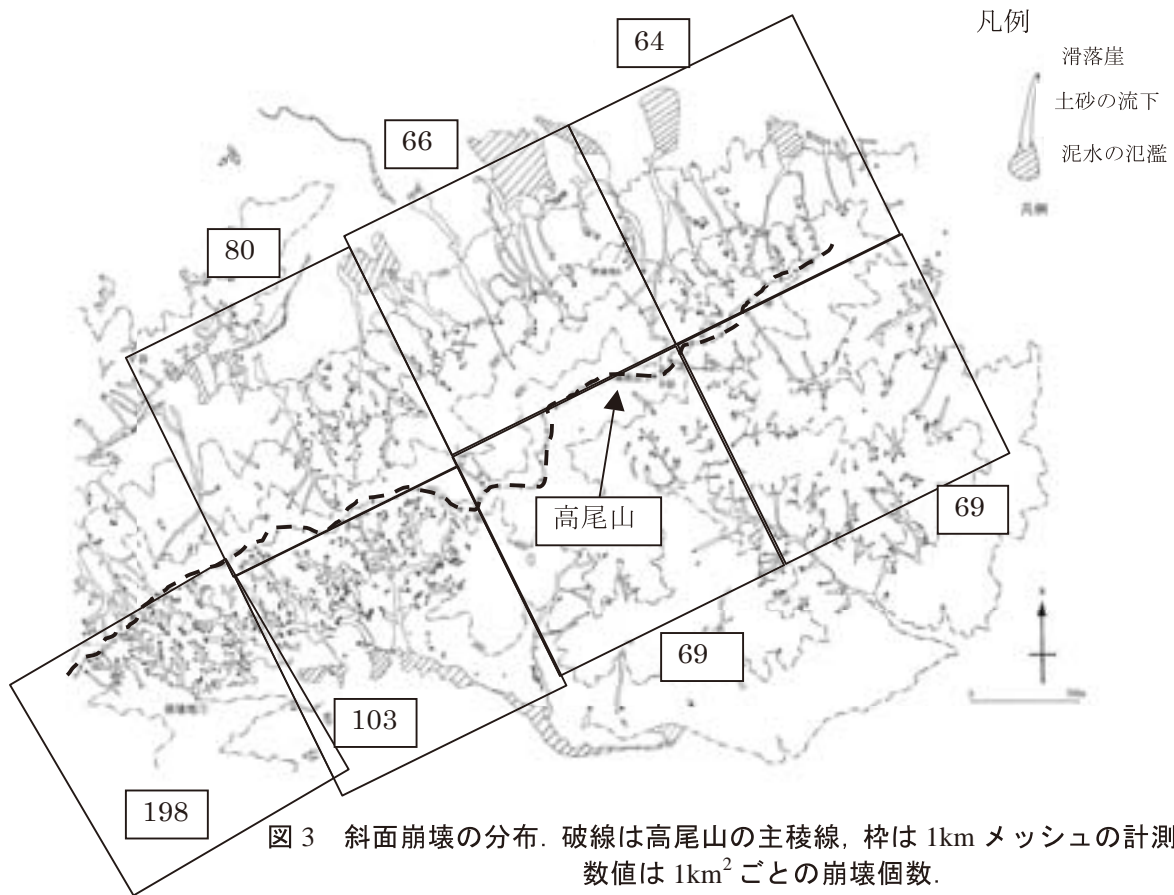 凡例
滑落崖
土砂の流下
泥水の氾濫
凡例
64
66
80
高尾山
69
69
103
198
図 3 斜面崩壊の分布. 破線は高尾山の主稜線, 枠は 1km メッシュの計測
数値は 1km² ごとの崩壊個数.